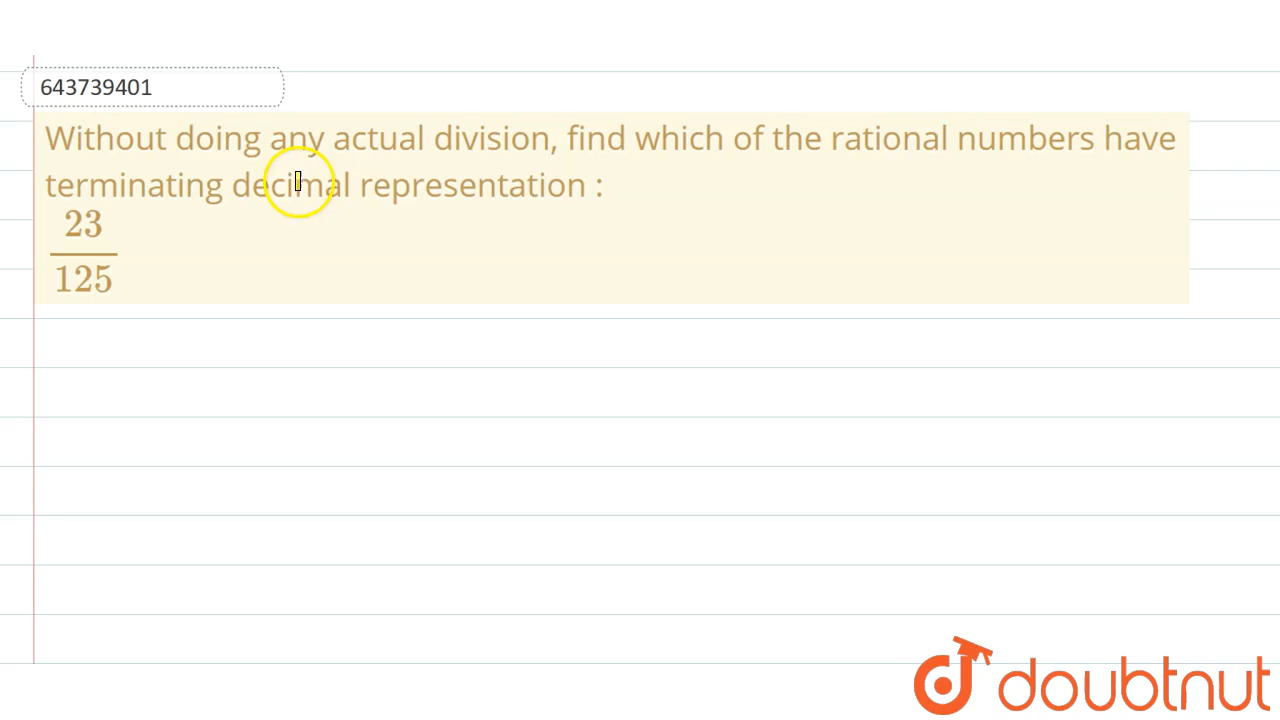 643739401
Without doing any actual division, find which of the rational numbers have
terminating decimal representation :
23
125
doubtnut